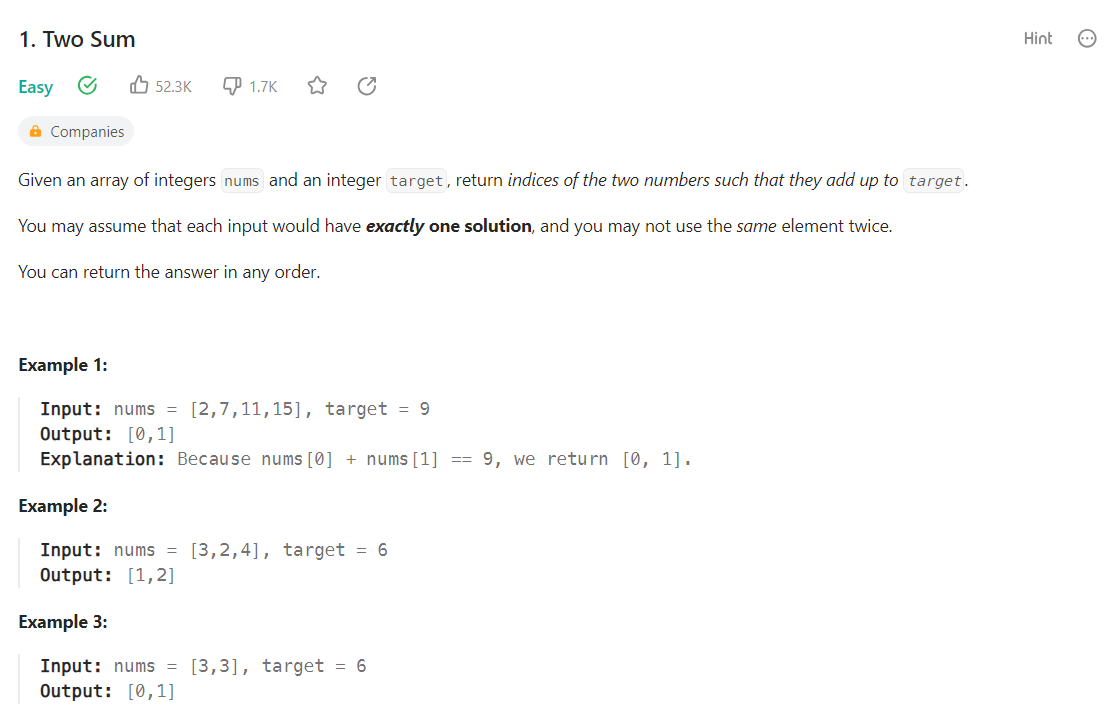 1. Two Sum
Hint
Easy 52.3K 1.7K
Companies
Given an array of integers nums and an integer target, return indices of the two numbers such that they add up to target.
You may assume that each input would have exactly one solution, and you may not use the same element twice.
You can return the answer in any order.
Example 1:
Input: nums = [2,7,11,15], target = 9
Output: [0,1]
Explanation: Because nums[0] + nums[1] == 9, we return [0, 1].
Example 2:
Input: nums = [3,2,4], target = 6
Output: [1,2]
Example 3:
Input: nums = [3,3], target = 6
Output: [0,1]